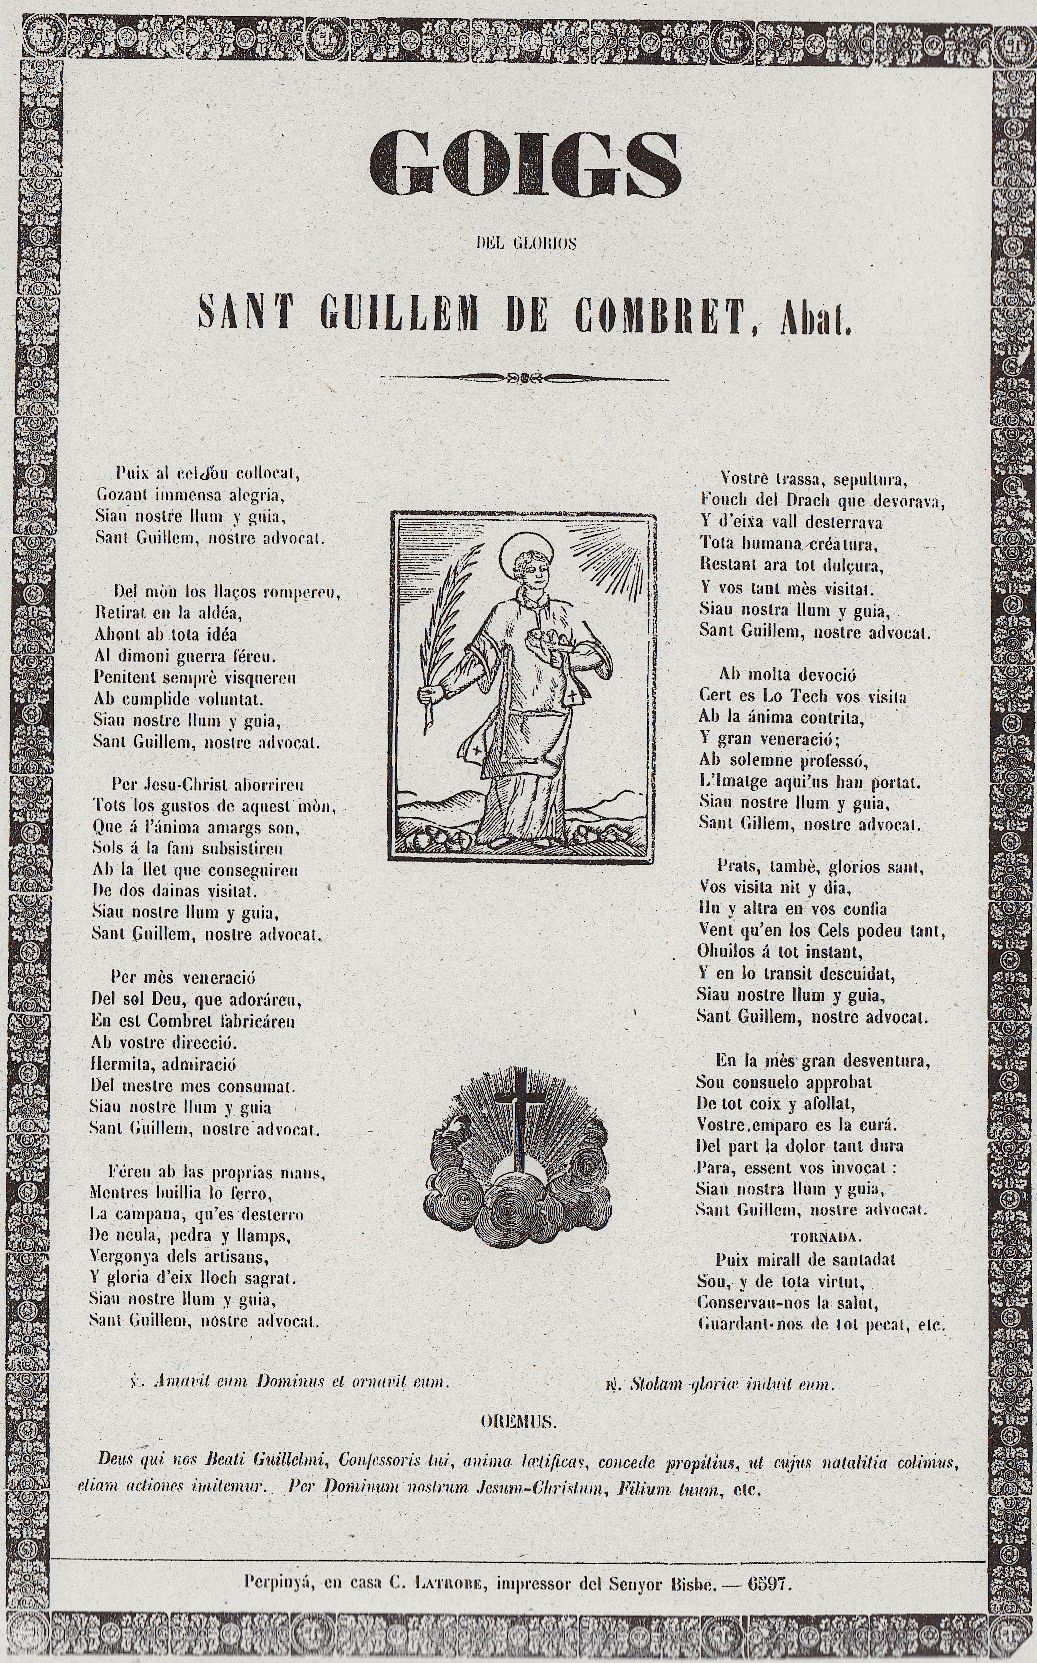 GOIGS
DEL GLORIOS
SANT GUILLEM DE COMBRET, Abat.
Puix al cel sou collocat,
Gozant immensa alegría,
Siau nostre llum y guia,
Sant Guillem, nostre advocat.
Del mòn los llaços rompereu,
Retirat en la aldéa,
Ahont ab tota idéa
Al dimoni guerra féreu.
Penitent semprè visquereu
Ab cumplide voluntat.
Siau nostre llum y guia,
Sant Guillem, nostre advocat.
Per Jesu-Christ aborrireu
Tots los gustos de aquest mòn,
Que á l'ánima amargs son,
Sols á la fam subsistireu
Ab la llet que conseguireu
De dos dainas visitat.
Siau nostre llum y guia,
Sant Guillem, nostre advocat.
Per mès veneració
Del sol Deu, que adoráreu,
En est Combret fabricáreu
Ab vostre direcció.
Hermita, admiració
Del mestre mes consumat.
Siau nostre llum y guia
Sant Guillem, nostre advocat.
Féreu ab las proprias mans,
Mentres buillia lo ferro,
La campana, qu'es desterro
De neula, pedra y llamps,
Vergonya dels artisans,
Y gloria d'eix lloch sagrat.
Siau nostre llum y guia,
Sant Guillem, nostre advocat.
Vostrè trassa, sepultura,
Fouch del Drach que devorava,
Y d'eixa vall desterrava
Tota humana créatura,
Restant ara tot dulçura,
Y vos tant mès visitat.
Siau nostra llum y guia,
Sant Guillem, nostre advocat.
Ab molta devoció
Cert es Lo Tech vos visita
Ab la ánima contrita,
Y gran veneració;
Ab solemne professó,
L'Imatge aqui'us han portat.
Siau nostre llum y guia,
Sant Gillem, nostre advocat.
Prats, tambè, glorios sant,
Vos visita nit y dia,
Un y altra en vos confia
Vent qu'en los Cels podeu tant,
Ohuilos á tot instant,
Y en lo transit descuidat,
Siau nostre llum y guia,
Sant Guillem, nostre advocat.
En la mès gran desventura,
Sou consuelo approbat
De tot coix y afollat,
Vostre emparo es la curá.
Del part la dolor tant dura
Para, essent vos invocat :
Siau nostra llum y guia,
Sant Guillem, nostre advocat.
TORNADA.
Puix mirall de santadat
Sou, y de tota virtut,
Conservau-nos la salut,
Guardant-nos de tot pecat, etc.
℣. Amavit eum Dominus et ornavit eum.
℟. Stolam gloriæ induit eum.
OREMUS.
Deus qui nos Beati Guillelmi, Confessoris tui, anima lætificas, concede propitius, ut cujus natalitia colimus,
etiam actiones imitemur. Per Dominum nostrum Jesum-Christum, Filium tuum, etc.
Perpinyá, en casa C. LATROBE, impressor del Senyor Bisbe. — 6597.